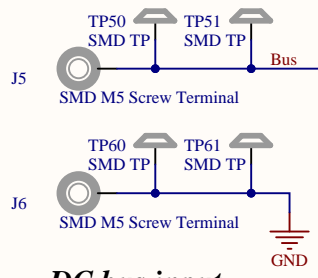 TP50 TP51
SMD TP SMD TP
Bus
J5
SMD M5 Screw Terminal
TP60 TP61
SMD TP SMD TP
J6
SMD M5 Screw Terminal
GND
DC bus input